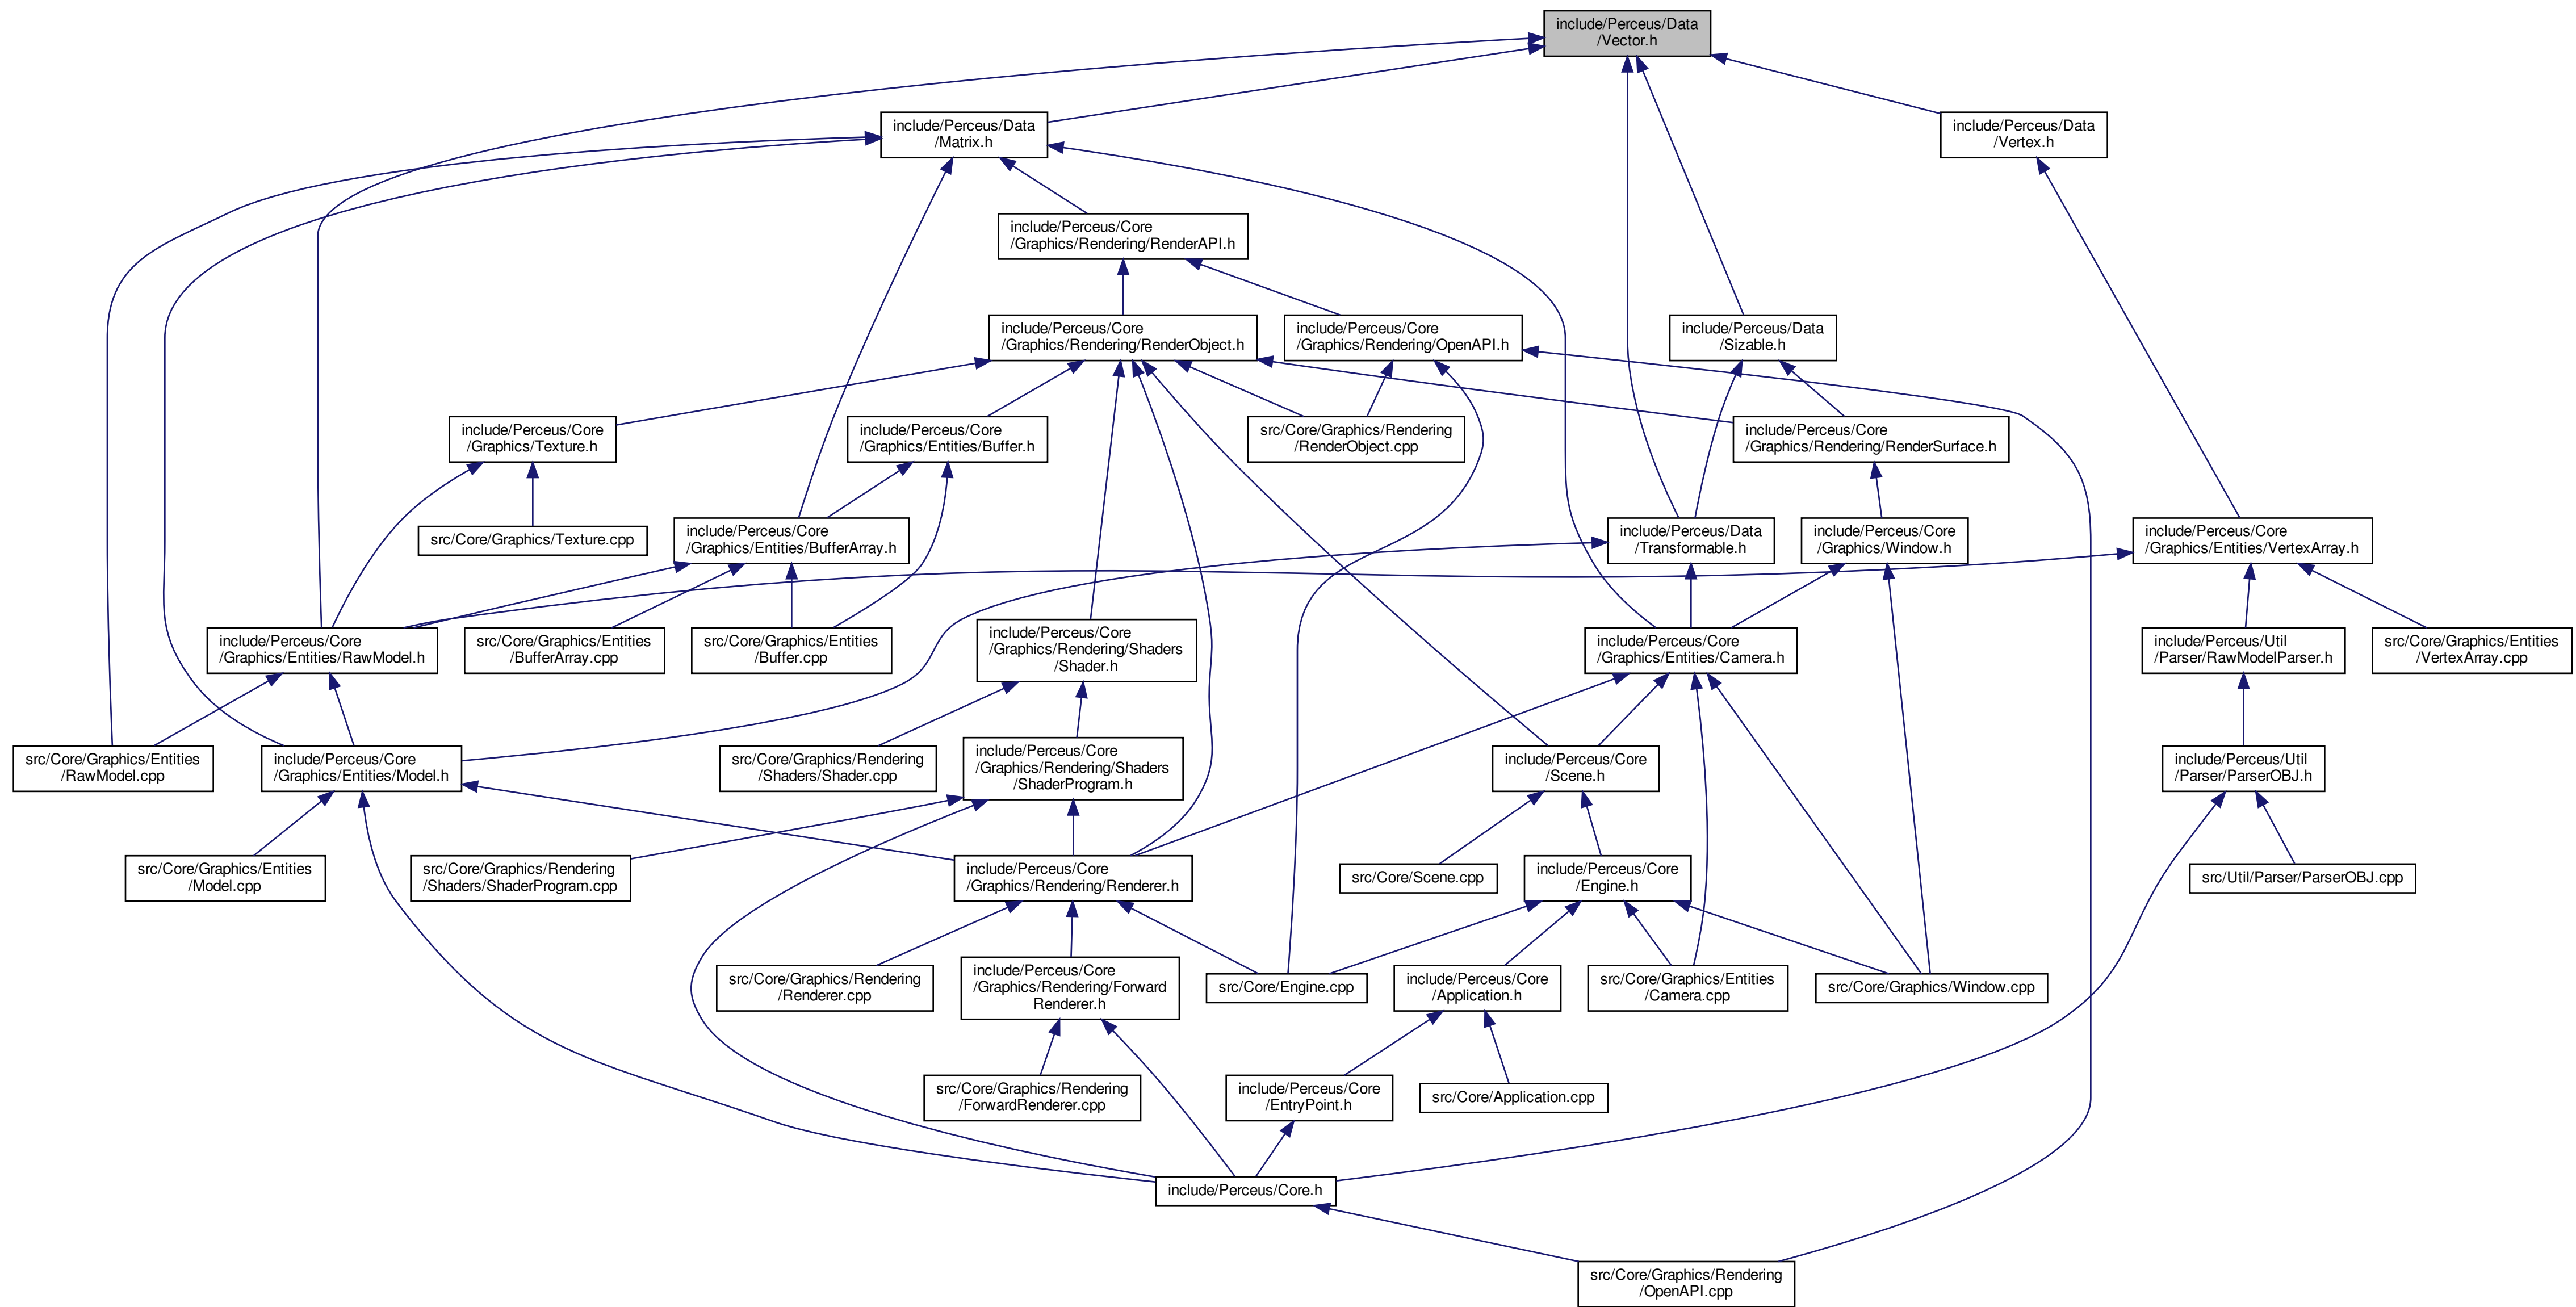 include/Perceus/Data
/Vector.h
include/Perceus/Data
/Matrix.h
include/Perceus/Data
/Vertex.h
include/Perceus/Core
/Graphics/Rendering/RenderAPI.h
include/Perceus/Core
/Graphics/Rendering/RenderObject.h
include/Perceus/Core
/Graphics/Rendering/OpenAPI.h
include/Perceus/Data
/Sizable.h
include/Perceus/Core
/Graphics/Texture.h
include/Perceus/Core
/Graphics/Entities/Buffer.h
src/Core/Graphics/Rendering
/RenderObject.cpp
include/Perceus/Core
/Graphics/Rendering/RenderSurface.h
src/Core/Graphics/Texture.cpp
include/Perceus/Core
/Graphics/Entities/BufferArray.h
include/Perceus/Data
/Transformable.h
include/Perceus/Core
/Graphics/Window.h
include/Perceus/Core
/Graphics/Entities/VertexArray.h
include/Perceus/Core
/Graphics/Entities/RawModel.h
src/Core/Graphics/Entities
/BufferArray.cpp
src/Core/Graphics/Entities
/Buffer.cpp
include/Perceus/Core
/Graphics/Rendering/Shaders
/Shader.h
include/Perceus/Core
/Graphics/Entities/Camera.h
include/Perceus/Util
/Parser/RawModelParser.h
src/Core/Graphics/Entities
/VertexArray.cpp
src/Core/Graphics/Entities
/RawModel.cpp
include/Perceus/Core
/Graphics/Entities/Model.h
src/Core/Graphics/Rendering
/Shaders/Shader.cpp
include/Perceus/Core
/Graphics/Rendering/Shaders
/ShaderProgram.h
include/Perceus/Core
/Scene.h
include/Perceus/Util
/Parser/ParserOBJ.h
src/Core/Graphics/Entities
/Model.cpp
src/Core/Graphics/Rendering
/Shaders/ShaderProgram.cpp
include/Perceus/Core
/Graphics/Rendering/Renderer.h
src/Core/Scene.cpp
include/Perceus/Core
/Engine.h
src/Util/Parser/ParserOBJ.cpp
src/Core/Graphics/Rendering
/Renderer.cpp
include/Perceus/Core
/Graphics/Rendering/Forward
Renderer.h
src/Core/Engine.cpp
include/Perceus/Core
/Application.h
src/Core/Graphics/Entities
/Camera.cpp
src/Core/Graphics/Window.cpp
src/Core/Graphics/Rendering
/ForwardRenderer.cpp
include/Perceus/Core
/EntryPoint.h
src/Core/Application.cpp
include/Perceus/Core.h
src/Core/Graphics/Rendering
/OpenAPI.cpp